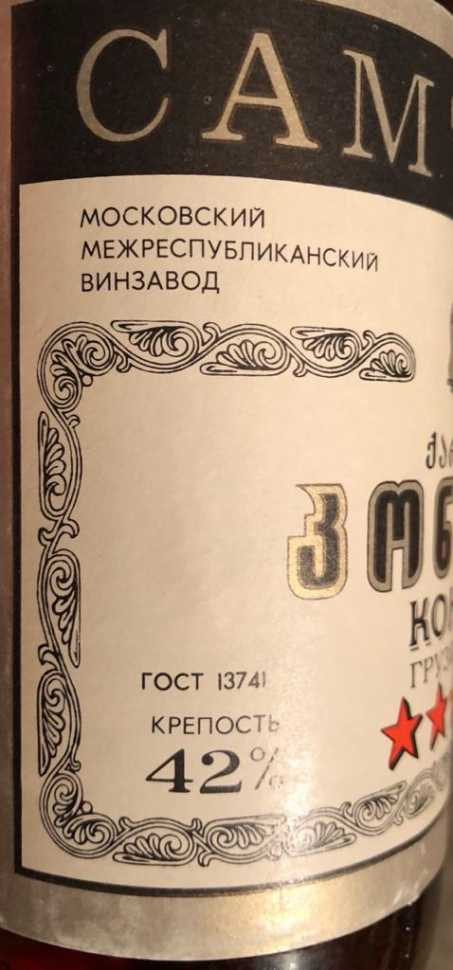 САМ
МОСКОВСКИЙ
МЕЖРЕСПУБЛИКАНСКИЙ
ВИНЗАВОД
ГОСТ 13741
КРЕПОСТЬ
42%